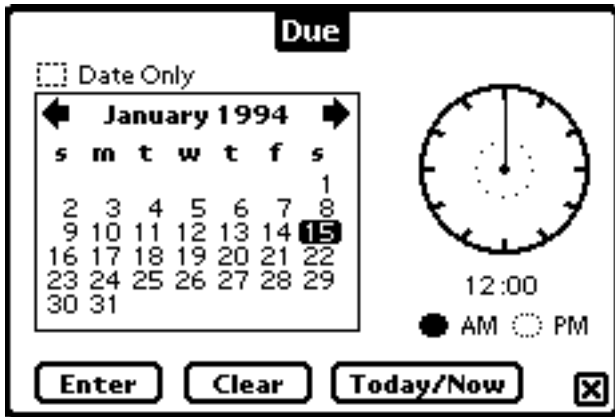 Due
Date Only
January 1994
s m t w t f s
1
2 3 4 5 6 7 8
9 10 11 12 13 14 15
16 17 18 19 20 21 22
23 24 25 26 27 28 29
30 31
12:00
AM PM
Enter Clear Today/Now